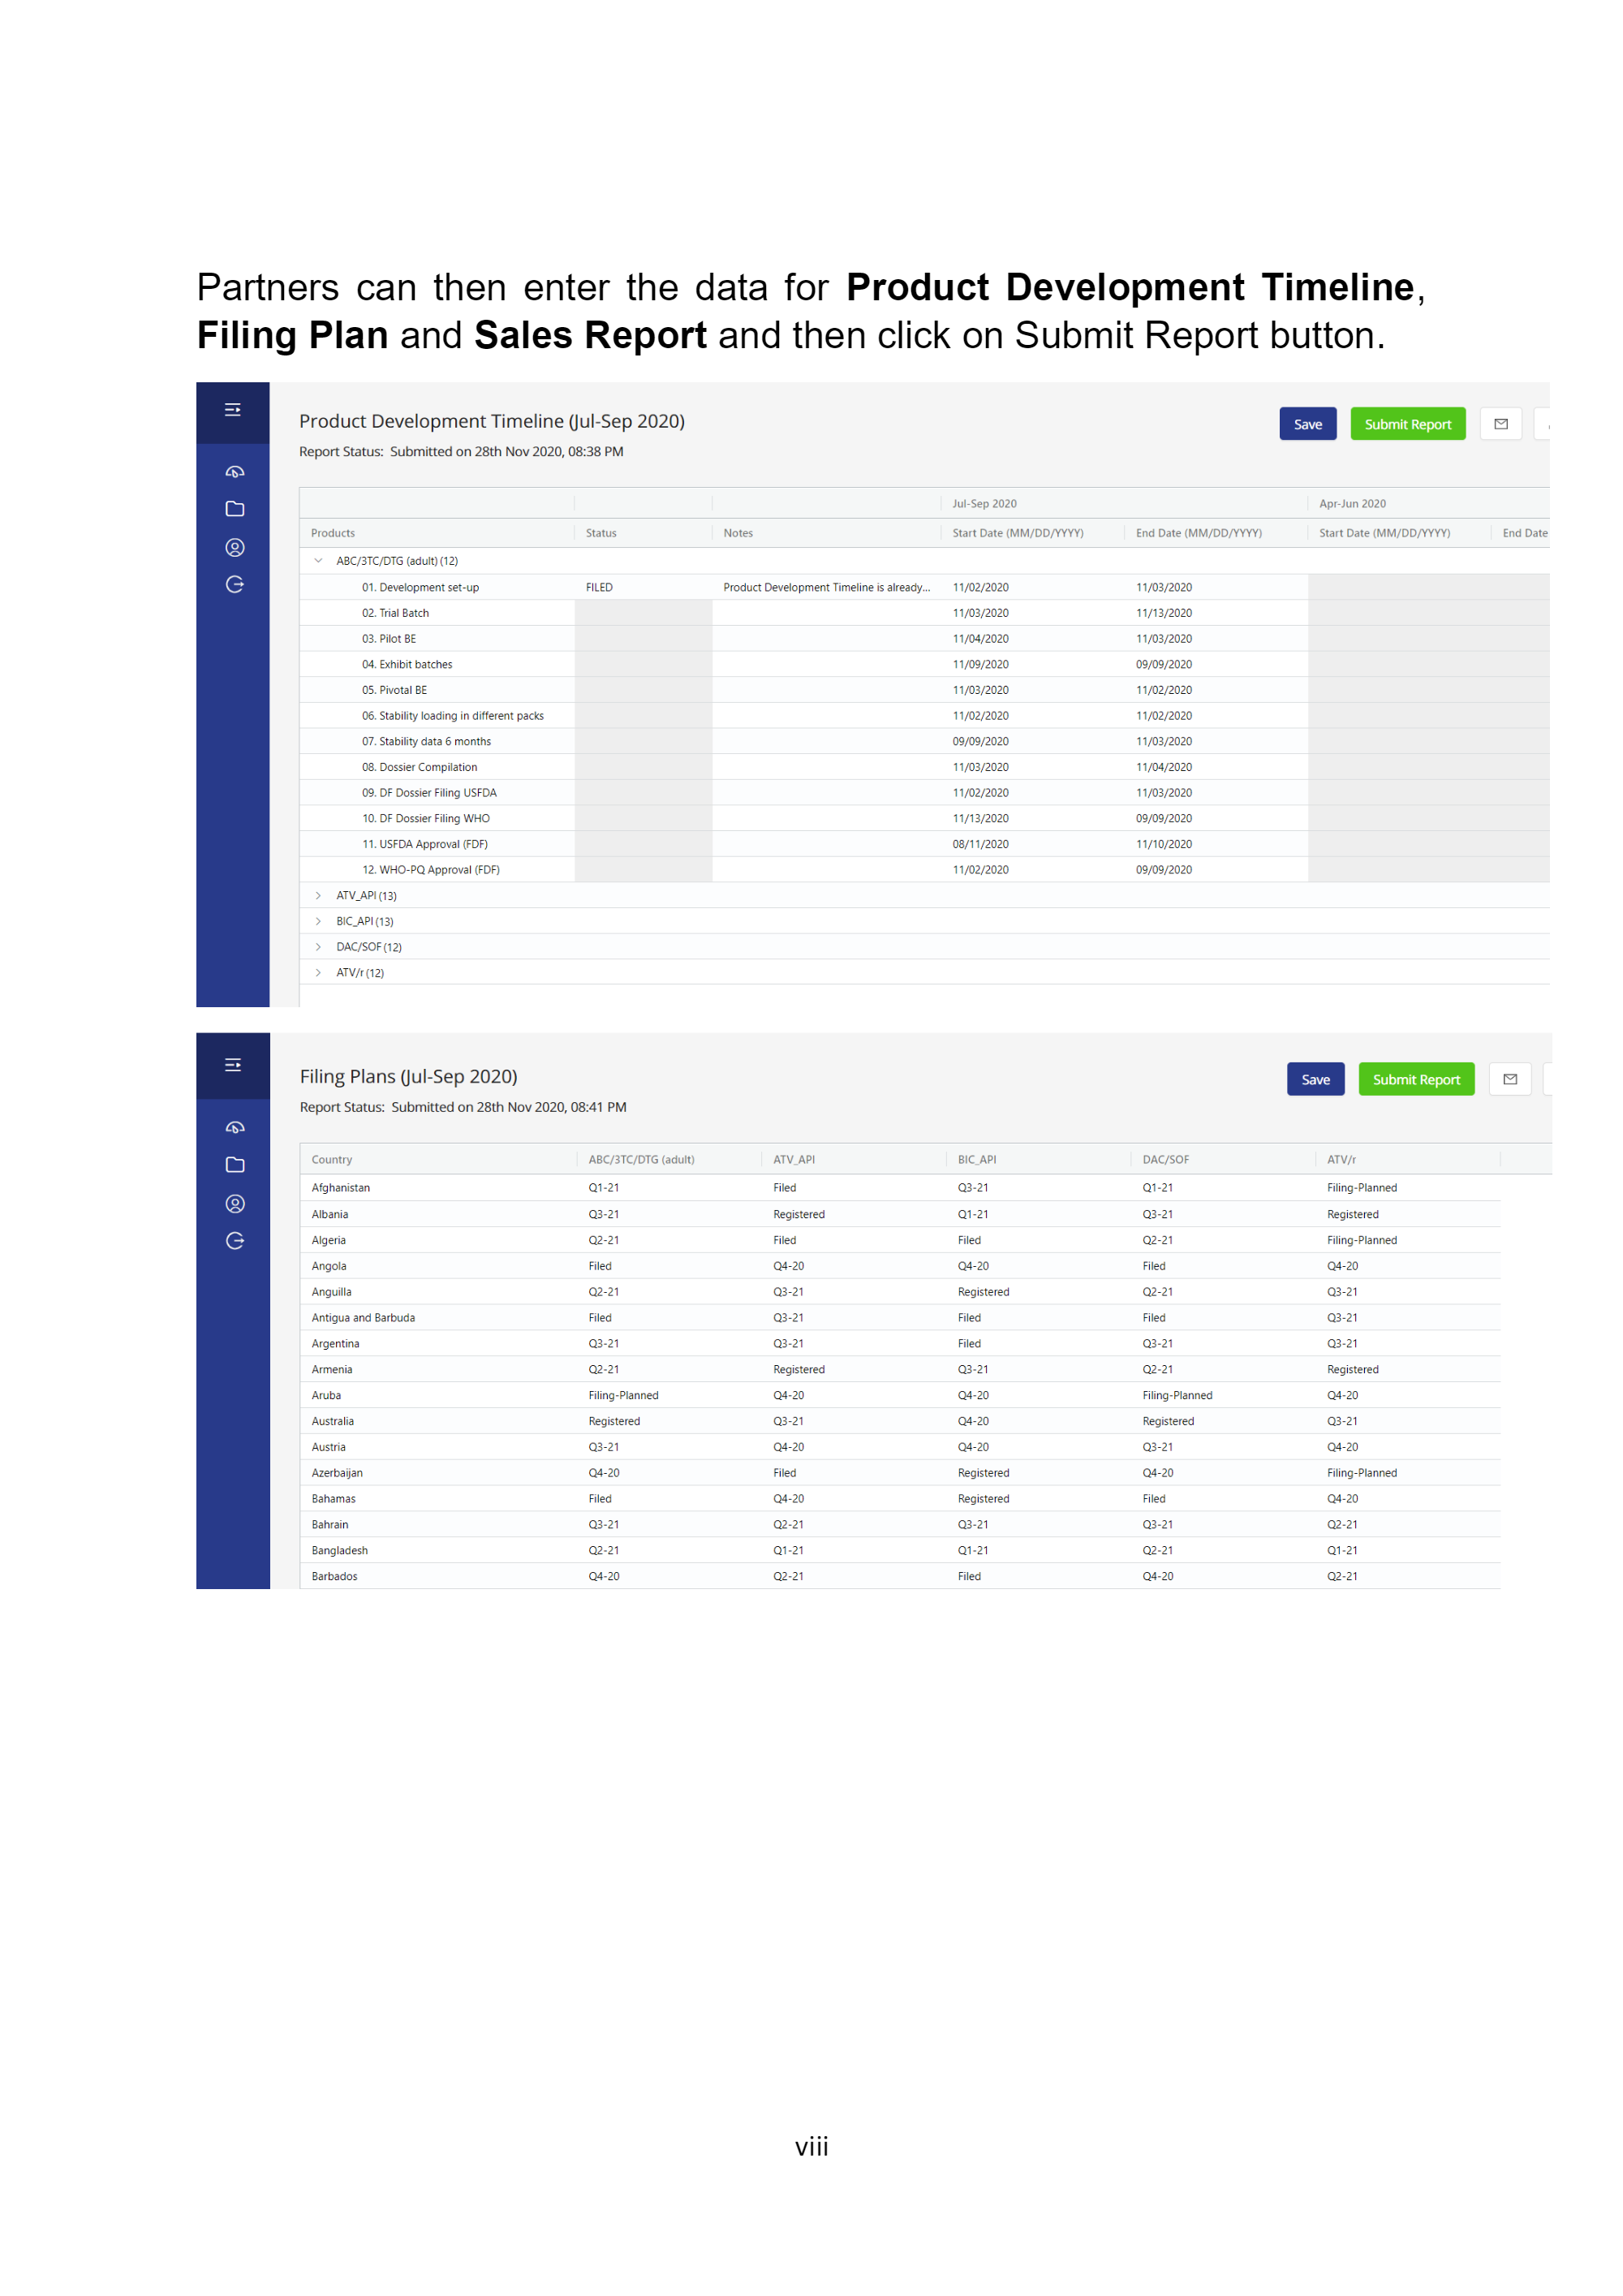 Partners can then enter the data for Product Development Timeline,
Filing Plan and Sales Report and then click on Submit Report button.
Product Development Timeline (Jul-Sep 2020) Save Submit Report
Report Status: Submitted on 28th Nov 2020, 08:38 PM
Jul-Sep 2020 Apr-Jun 2020
Products Status Notes Start Date (MM/DD/YYYY) End Date (MM/DD/YYYY) Start Date (MM/DD/YYYY) End Date
ABC/3TC/DTG (adult) (12)
01. Development set-up FILED Product Development Timeline is already... 11/02/2020 11/03/2020
02. Trial Batch 11/03/2020 11/13/2020
03. Pilot BE 11/04/2020 11/03/2020
04. Exhibit batches 11/09/2020 09/09/2020
05. Pivotal BE 11/03/2020 11/02/2020
06. Stability loading in different packs 11/02/2020 11/02/2020
07. Stability data 6 months 09/09/2020 11/03/2020
08. Dossier Compilation 11/03/2020 11/04/2020
09. DF Dossier Filing USFDA 11/02/2020 11/03/2020
10. DF Dossier Filing WHO 11/13/2020 09/09/2020
11. USFDA Approval (FDF) 08/11/2020 11/10/2020
12. WHO-PQ Approval (FDF) 11/02/2020 09/09/2020
ATV_API (13)
BIC_API (13)
DAC/SOF (12)
ATV/r (12)
Filing Plans (Jul-Sep 2020) Save Submit Report
Report Status: Submitted on 28th Nov 2020, 08:41 PM
Country ABC/3TC/DTG (adult) ATV_API BIC_API DAC/SOF ATV/r
Afghanistan Q1-21 Filed Q3-21 Q1-21 Filing-Planned
Albania Q3-21 Registered Q1-21 Q3-21 Registered
Algeria Q2-21 Filed Filed Q2-21 Filing-Planned
Angola Filed Q4-20 Q4-20 Filed Q4-20
Anguilla Q2-21 Q3-21 Registered Q2-21 Q3-21
Antigua and Barbuda Filed Q3-21 Filed Filed Q3-21
Argentina Q3-21 Q3-21 Filed Q3-21 Q3-21
Armenia Q2-21 Registered Q3-21 Q2-21 Registered
Aruba Filing-Planned Q4-20 Q4-20 Filing-Planned Q4-20
Australia Registered Q3-21 Q4-20 Registered Q3-21
Austria Q3-21 Q4-20 Q4-20 Q3-21 Q4-20
Azerbaijan Q4-20 Filed Registered Q4-20 Filing-Planned
Bahamas Filed Q4-20 Registered Filed Q4-20
Bahrain Q3-21 Q2-21 Q3-21 Q3-21 Q2-21
Bangladesh Q2-21 Q1-21 Q1-21 Q2-21 Q1-21
Barbados Q4-20 Q2-21 Filed Q4-20 Q2-21
viii